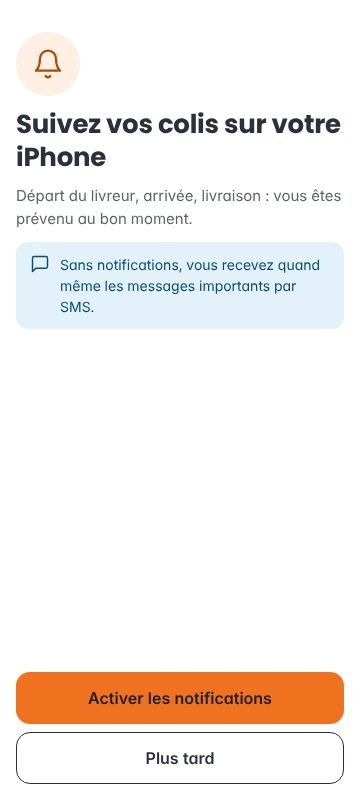 Suivez vos colis sur votre
iPhone
Départ du livreur, arrivée, livraison : vous êtes
prévenu au bon moment.
Sans notifications, vous recevez quand
même les messages importants par
SMS.
Activer les notifications
Plus tard